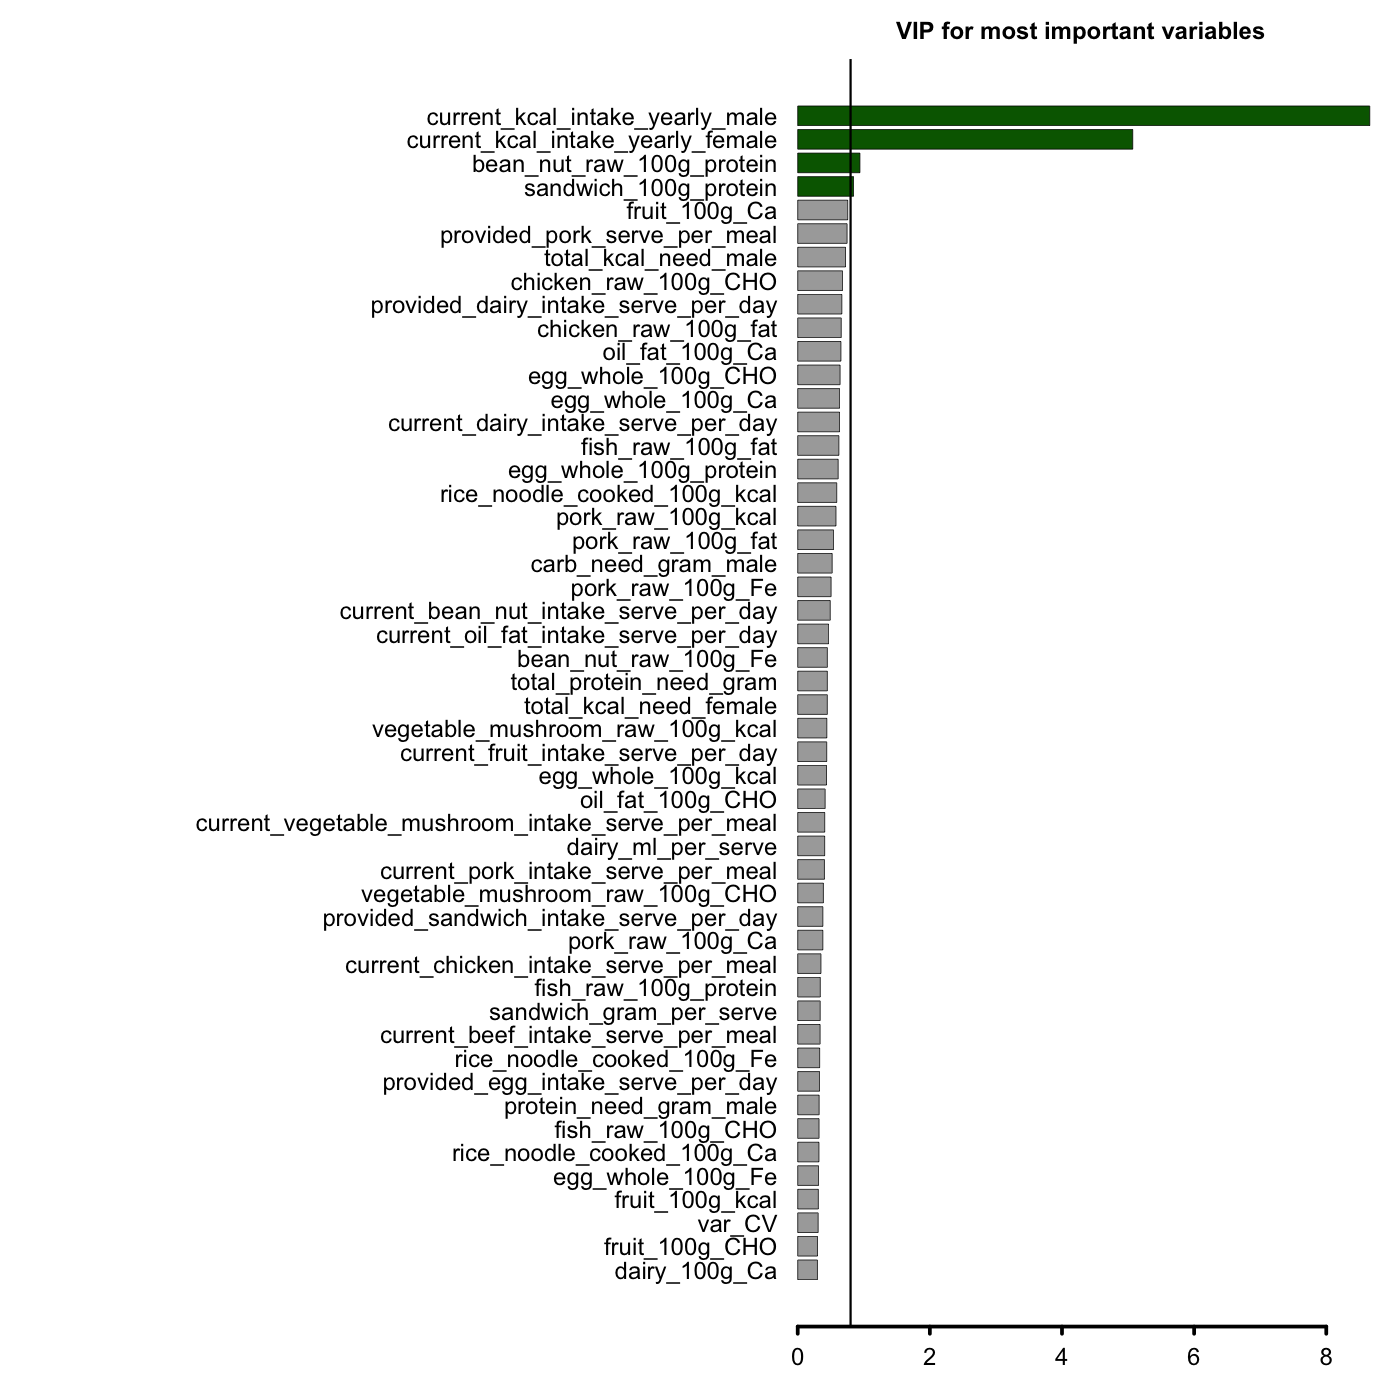 VIP for most important variables
current_kcal_intake_yearly_male
current_kcal_intake_yearly_female
bean_nut_raw_100g_protein
sandwich_100g_protein
fruit_100g_Ca
provided_pork_serve_per_meal
total_kcal_need_male
chicken_raw_100g_CHO
provided_dairy_intake_serve_per_day
chicken_raw_100g_fat
oil_fat_100g_Ca
egg_whole_100g_CHO
egg_whole_100g_Ca
current_dairy_intake_serve_per_day
fish_raw_100g_fat
egg_whole_100g_protein
rice_noodle_cooked_100g_kcal
pork_raw_100g_kcal
pork_raw_100g_fat
carb_need_gram_male
pork_raw_100g_Fe
current_bean_nut_intake_serve_per_day
current_oil_fat_intake_serve_per_day
bean_nut_raw_100g_Fe
total_protein_need_gram
total_kcal_need_female
vegetable_mushroom_raw_100g_kcal
current_fruit_intake_serve_per_day
egg_whole_100g_kcal
oil_fat_100g_CHO
current_vegetable_mushroom_intake_serve_per_meal
dairy_ml_per_serve
current_pork_intake_serve_per_meal
vegetable_mushroom_raw_100g_CHO
provided_sandwich_intake_serve_per_day
pork_raw_100g_Ca
current_chicken_intake_serve_per_meal
fish_raw_100g_protein
sandwich_gram_per_serve
current_beef_intake_serve_per_meal
rice_noodle_cooked_100g_Fe
provided_egg_intake_serve_per_day
protein_need_gram_male
fish_raw_100g_CHO
rice_noodle_cooked_100g_Ca
egg_whole_100g_Fe
fruit_100g_kcal
var_CV
fruit_100g_CHO
dairy_100g_Ca
0 2 4 6 8